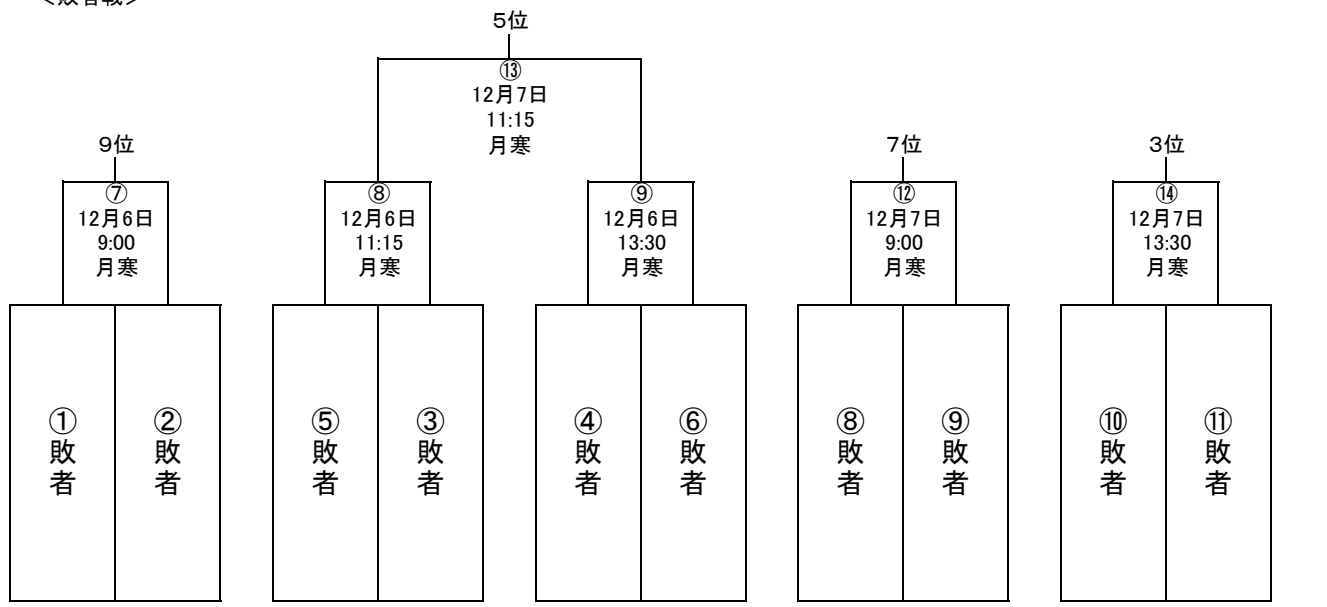 <敗者戦>
5位
⑬
12月7日
11:15
月寒
9位
7位
3位
⑦
12月6日
9:00
月寒
⑧
12月6日
11:15
月寒
⑨
12月6日
13:30
月寒
⑫
12月7日
9:00
月寒
⑭
12月7日
13:30
月寒
①敗者
②敗者
⑤敗者
③敗者
④敗者
⑥敗者
⑧敗者
⑨敗者
⑩敗者
⑪敗者